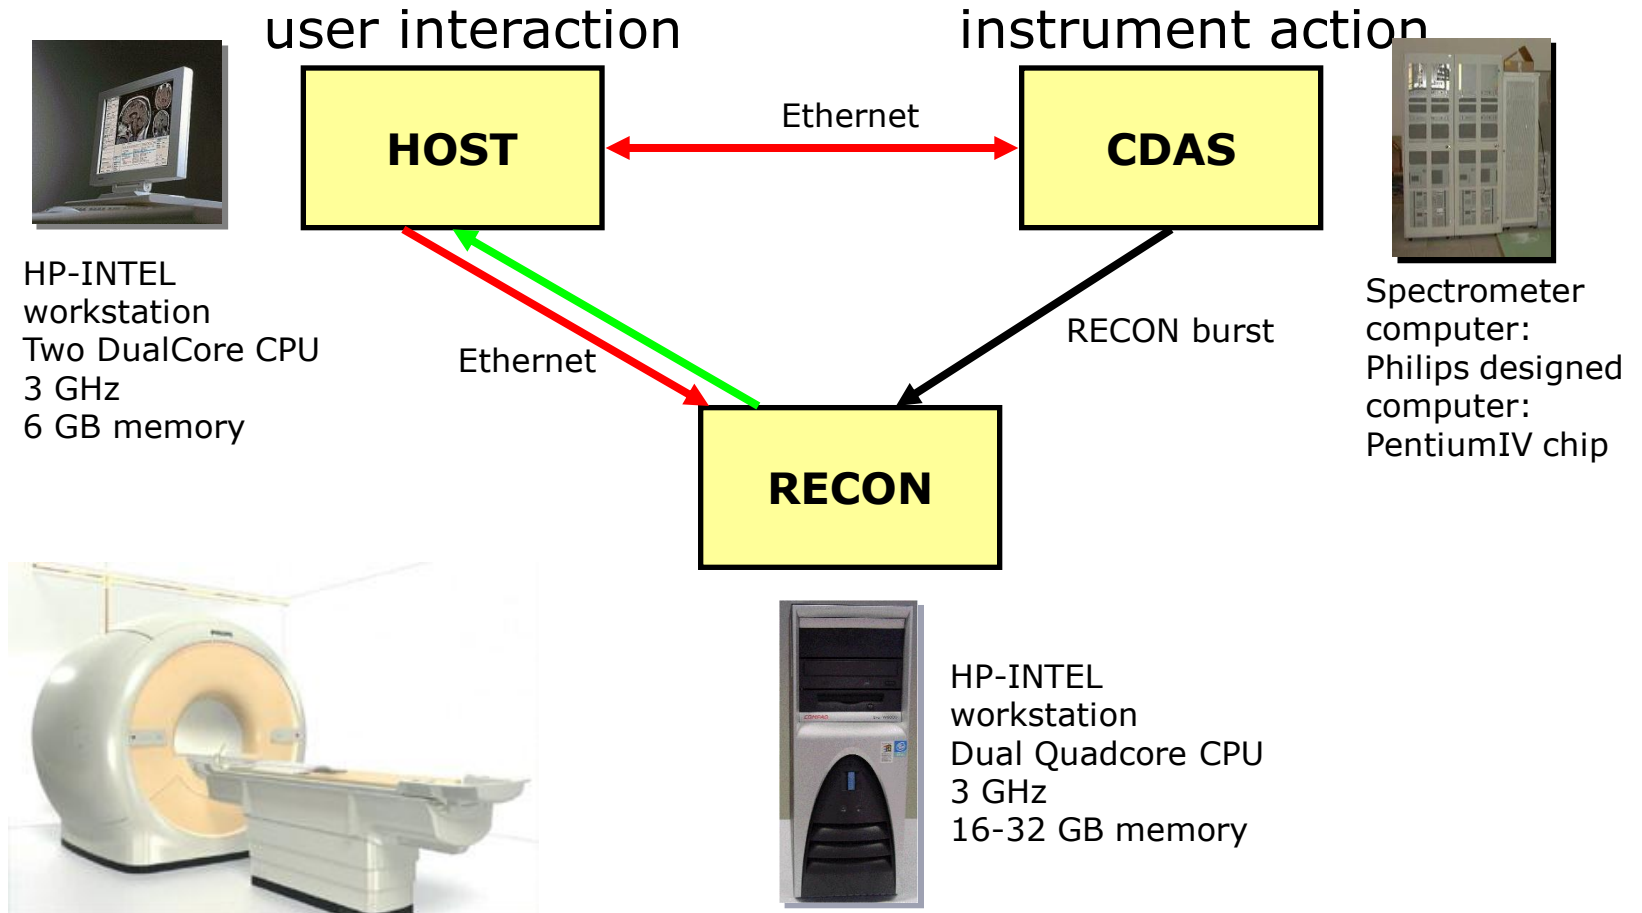 user interaction
instrument action
HOST
Ethernet
CDAS
HP-INTEL
workstation
Two DualCore CPU
3 GHz
6 GB memory
Ethernet
RECON burst
Spectrometer
computer:
Philips designed
computer:
PentiumIV chip
RECON
PHILIPS
COMPAQ
HP-INTEL
workstation
Dual Quadcore CPU
3 GHz
16-32 GB memory